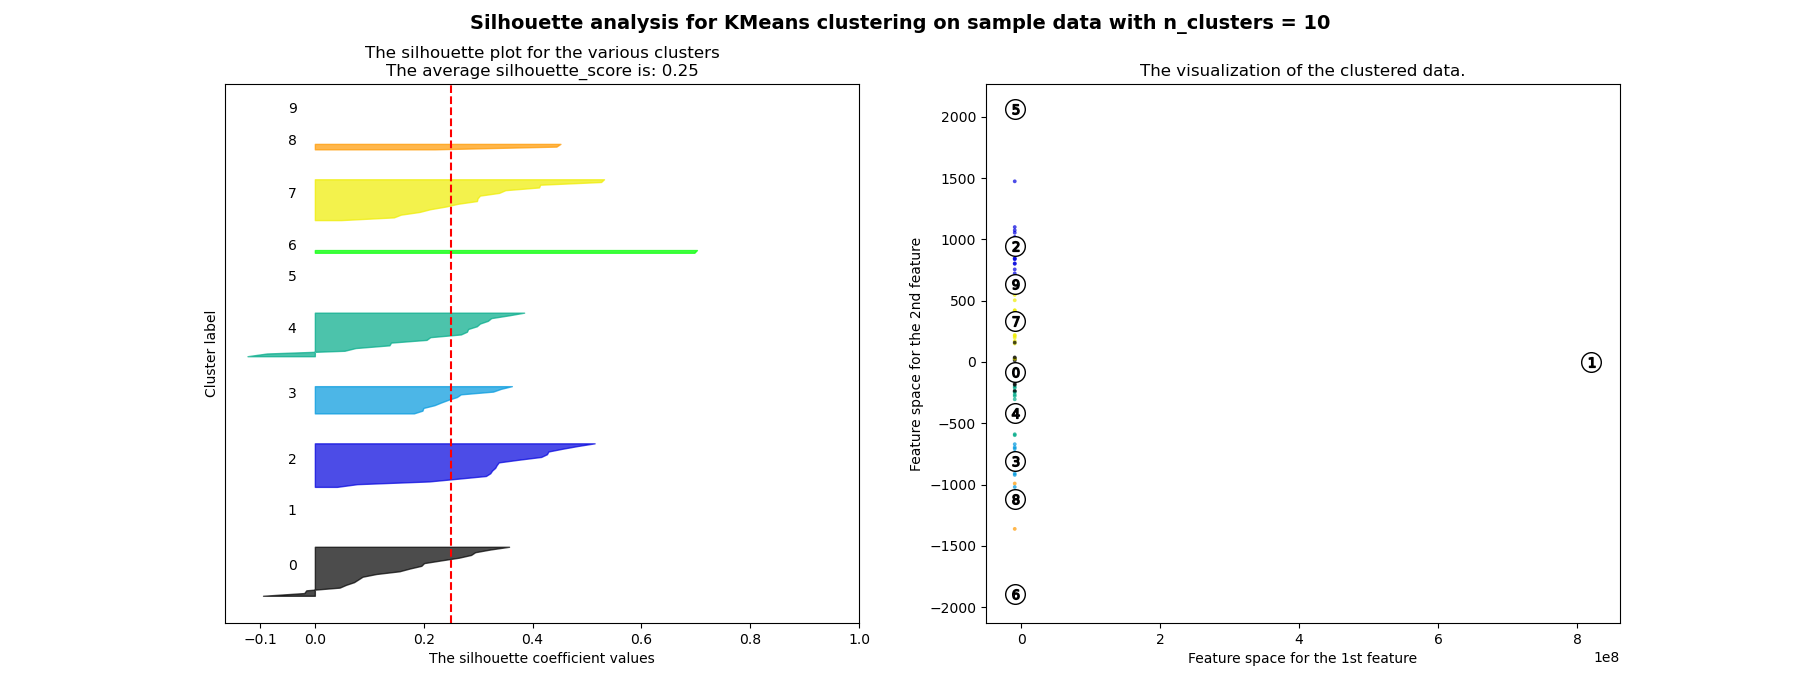 Silhouette analysis for KMeans clustering on sample data with n_clusters = 10
The silhouette plot for the various clusters
The average silhouette_score is: 0.25
9
8
7
6
5
4
3
2
1
0
Cluster label
−0.1 0.0 0.2 0.4 0.6 0.8 1.0
The silhouette coefficient values
The visualization of the clustered data.
2000
1500
1000
500
0
−500
−1000
−1500
−2000
Feature space for the 2nd feature
5
2
9
7
1
0
4
3
8
6
0 2 4 6 8
1e8
Feature space for the 1st feature